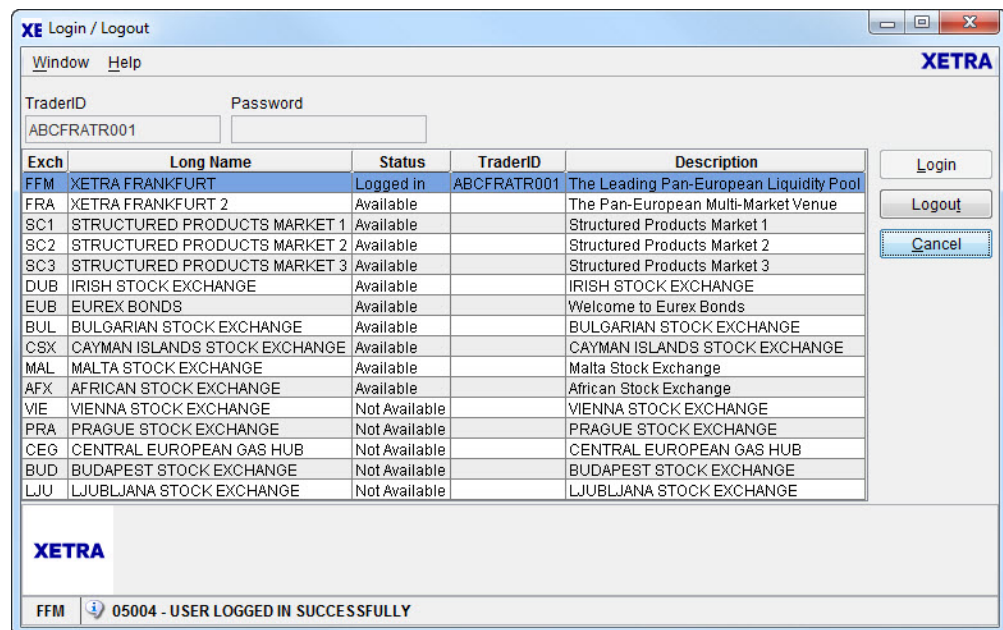 XE Login / Logout
Window Help XETRA
TraderID Password
ABCFRATR001
Exch Long Name Status TraderID Description
FFM XETRA FRANKFURT Logged in ABCFRATR001 The Leading Pan-European Liquidity Pool
FRA XETRA FRANKFURT 2 Available The Pan-European Multi-Market Venue
SC1 STRUCTURED PRODUCTS MARKET 1 Available Structured Products Market 1
SC2 STRUCTURED PRODUCTS MARKET 2 Available Structured Products Market 2
SC3 STRUCTURED PRODUCTS MARKET 3 Available Structured Products Market 3
DUB IRISH STOCK EXCHANGE Available IRISH STOCK EXCHANGE
EUB EUREX BONDS Available Welcome to Eurex Bonds
BUL BULGARIAN STOCK EXCHANGE Available BULGARIAN STOCK EXCHANGE
CSX CAYMAN ISLANDS STOCK EXCHANGE Available CAYMAN ISLANDS STOCK EXCHANGE
MAL MALTA STOCK EXCHANGE Available Malta Stock Exchange
AFX AFRICAN STOCK EXCHANGE Available African Stock Exchange
VIE VIENNA STOCK EXCHANGE Not Available VIENNA STOCK EXCHANGE
PRA PRAGUE STOCK EXCHANGE Not Available PRAGUE STOCK EXCHANGE
CEG CENTRAL EUROPEAN GAS HUB Not Available CENTRAL EUROPEAN GAS HUB
BUD BUDAPEST STOCK EXCHANGE Not Available BUDAPEST STOCK EXCHANGE
LJU LJUBLJANA STOCK EXCHANGE Not Available LJUBLJANA STOCK EXCHANGE
Login
Logout
Cancel
XETRA
FFM 05004 - USER LOGGED IN SUCCESSFULLY